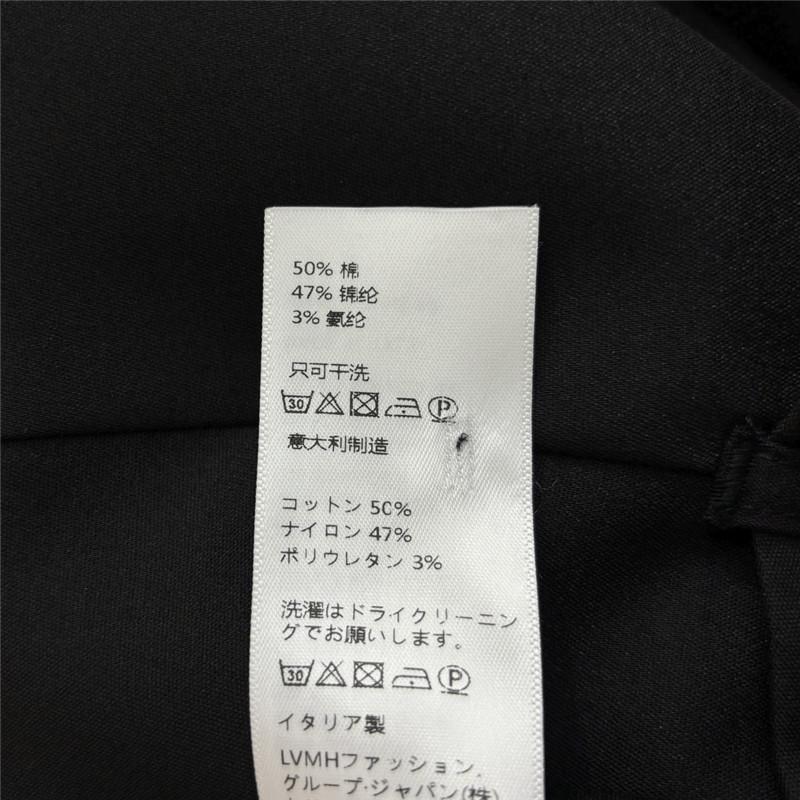 50% 棉
47% 锦纶
3% 氨纶
只可干洗
30 P
意大利制造
コットン 50%
ナイロン 47%
ポリウレタン 3%
洗濯はドライクリーニン
グでお願いします。
30 P
イタリア製
LVMHファッション.
グループ·ジャパン(株)